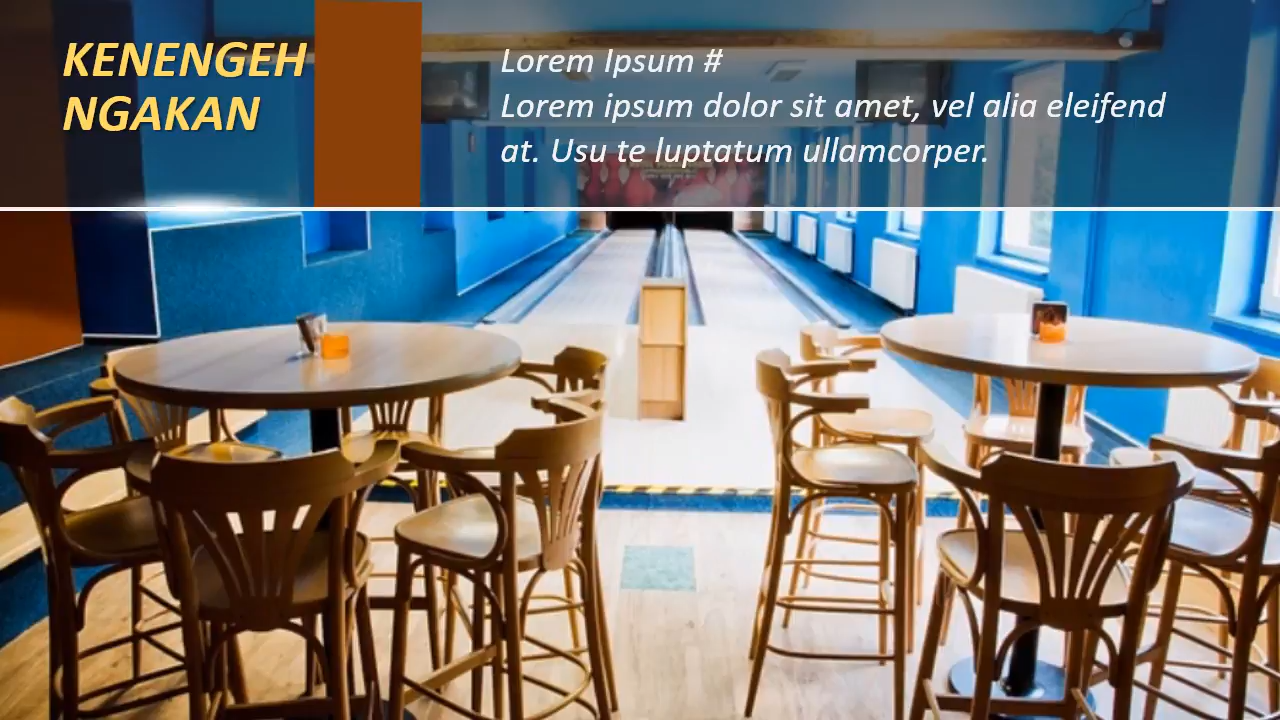 KENENGEH
NGAKAN
Lorem Ipsum #
Lorem ipsum dolor sit amet, vel alia eleifend
at. Usu te luptatum ullamcorper.